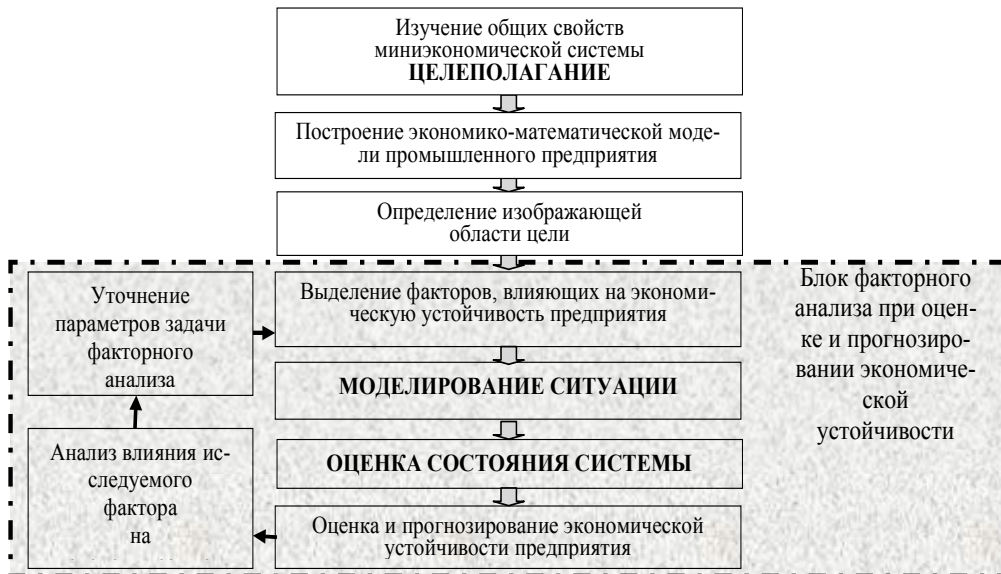 Изучение общих свойств
миниэкономической системы
ЦЕЛЕПОЛАГАНИЕ
Построение экономико-математической моде-
ли промышленного предприятия
Определение изображающей
области цели
Выделение факторов, влияющих на экономи-
ческую устойчивость предприятия
МОДЕЛИРОВАНИЕ СИТУАЦИИ
ОЦЕНКА СОСТОЯНИЯ СИСТЕМЫ
Оценка и прогнозирование экономической
устойчивости предприятия
Анализ влияния ис-
следуемого
фактора
на
Уточнение
параметров задачи
факторного
анализа
Блок факторного
анализа при оцен-
ке и прогнозиро-
вании экономиче-
ской
устойчивости